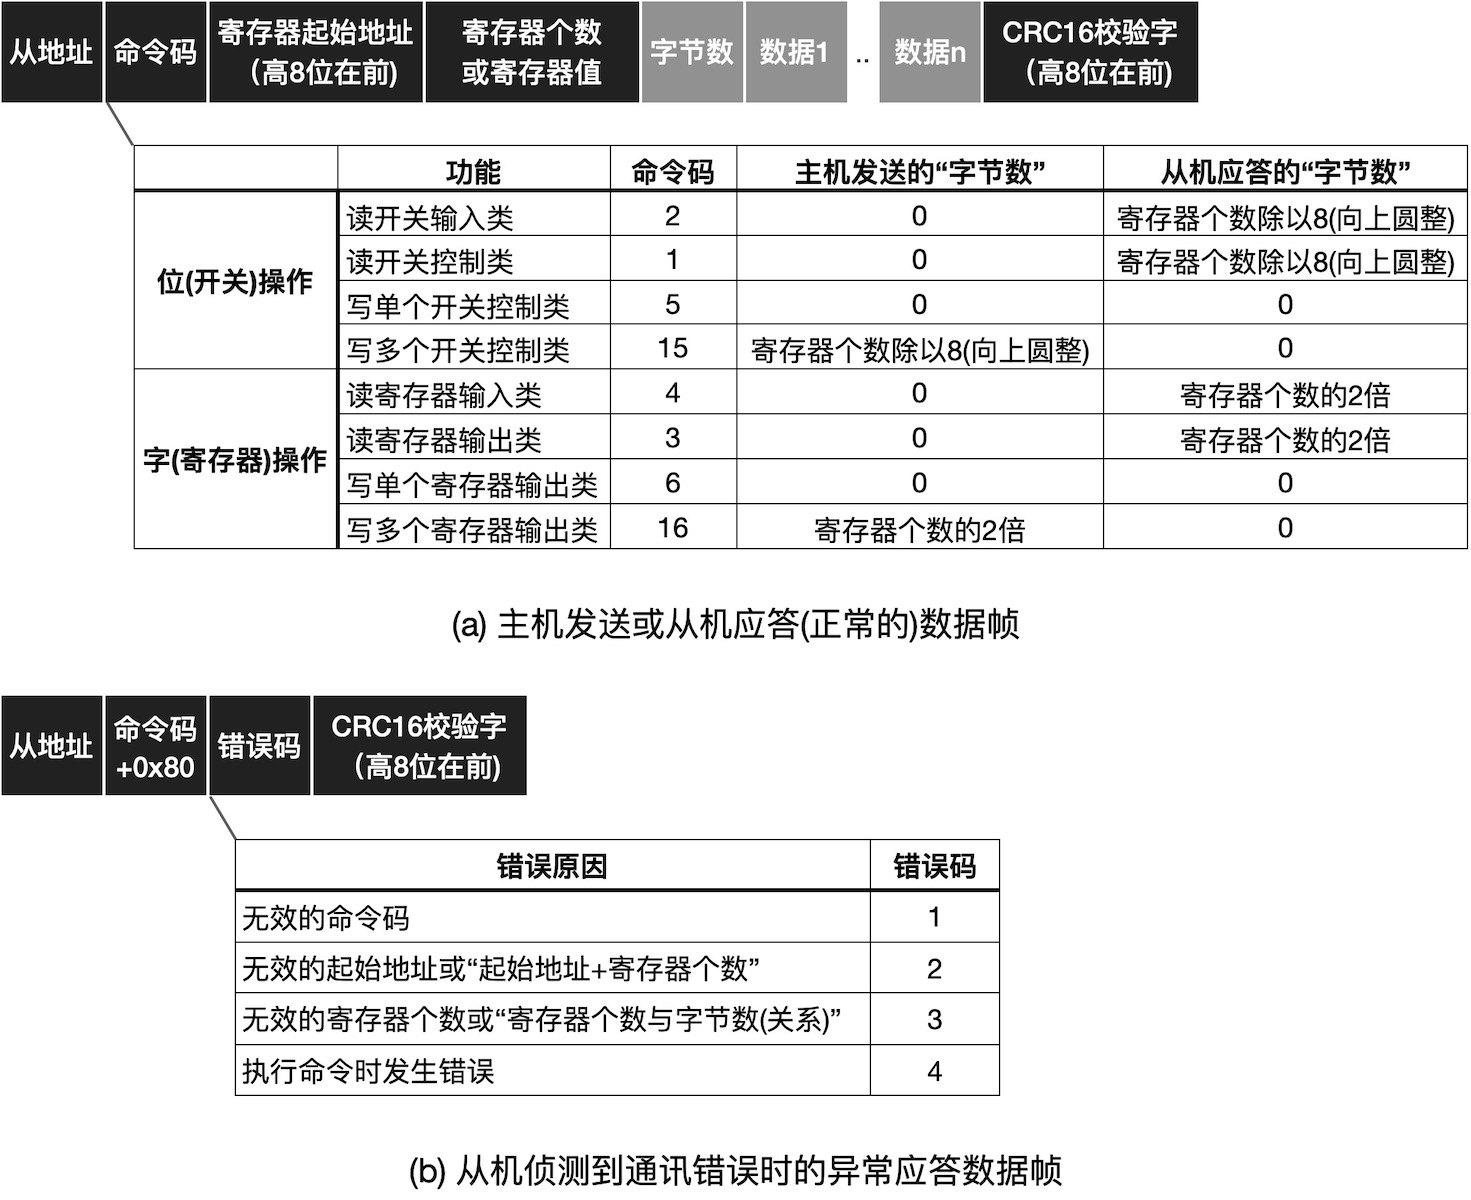 从地址 命令码 寄存器起始地址 寄存器个数 字节数 数据1 .. 数据n CRC16校验字
(高8位在前) 或寄存器值 (高8位在前)
功能 命令码 主机发送的“字节数” 从机应答的“字节数”
位(开关)操作
读开关输入类 2 0 寄存器个数除以8(向上圆整)
读开关控制类 1 0 寄存器个数除以8(向上圆整)
写单个开关控制类 5 0 0
写多个开关控制类 15 寄存器个数除以8(向上圆整) 0
字(寄存器)操作
读寄存器输入类 4 0 寄存器个数的2倍
读寄存器输出类 3 0 寄存器个数的2倍
写单个寄存器输出类 6 0 0
写多个寄存器输出类 16 寄存器个数的2倍 0
(a) 主机发送或从机应答(正常的)数据帧
从地址 命令码 错误码 CRC16校验字
+0x80 (高8位在前)
错误原因 错误码
无效的命令码 1
无效的起始地址或“起始地址+寄存器个数” 2
无效的寄存器个数或“寄存器个数与字节数(关系)” 3
执行命令时发生错误 4
(b) 从机侦测到通讯错误时的异常应答数据帧